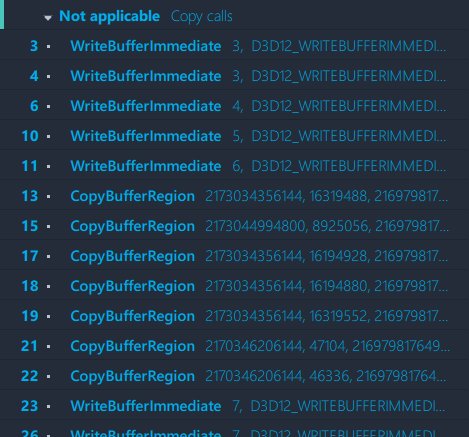 Not applicable Copy calls
3 WriteBufferImmediate 3, D3D12_WRITEBUFFERIMMEDI...
4 WriteBufferImmediate 3, D3D12_WRITEBUFFERIMMEDI...
6 WriteBufferImmediate 4, D3D12_WRITEBUFFERIMMEDI...
10 WriteBufferImmediate 5, D3D12_WRITEBUFFERIMMEDI...
11 WriteBufferImmediate 6, D3D12_WRITEBUFFERIMMEDI...
13 CopyBufferRegion 2173034356144, 16319488, 216979817...
15 CopyBufferRegion 2173044994800, 8925056, 216979817...
17 CopyBufferRegion 2173034356144, 16194928, 216979817...
18 CopyBufferRegion 2173034356144, 16194880, 216979817...
19 CopyBufferRegion 2173034356144, 16319552, 216979817...
21 CopyBufferRegion 2170346206144, 47104, 216979817649...
22 CopyBufferRegion 2170346206144, 46336, 21697981764...
23 WriteBufferImmediate 7, D3D12_WRITEBUFFERIMMEDI...
26 WriteBufferImmediate 7, D3D12_WRITEBUFFERIMMEDI...